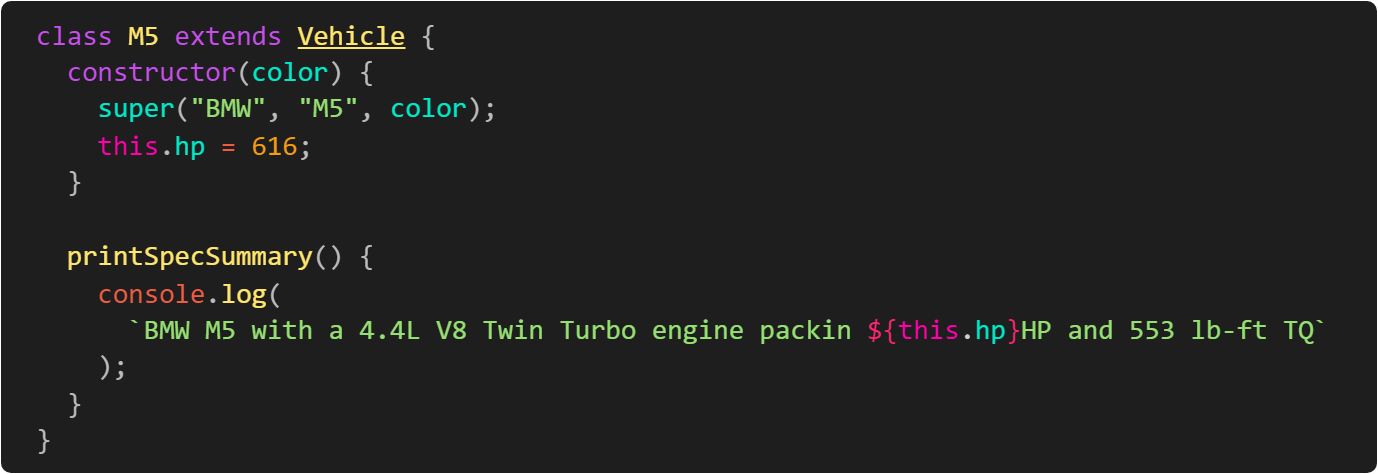 class M5 extends Vehicle {
  constructor(color) {
    super("BMW", "M5", color);
    this.hp = 616;
  }

  printSpecSummary() {
    console.log(
      `BMW M5 with a 4.4L V8 Twin Turbo engine packin ${this.hp}HP and 553 lb-ft TQ`
    );
  }
}